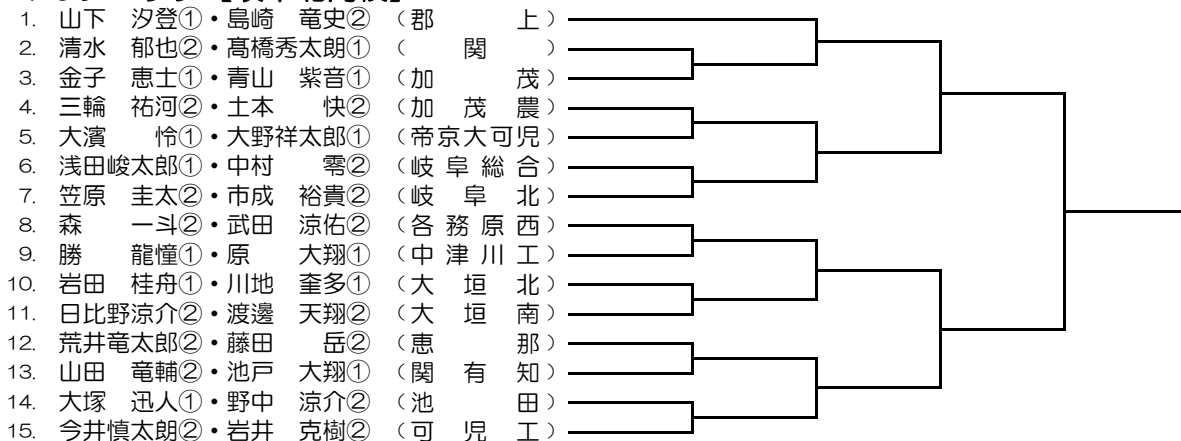 1. 山下 汐登①・島崎 竜史② (郡 上)
2. 清水 郁也②・髙橋秀太朗① (関)
3. 金子 恵士①・青山 紫音① (加 茂)
4. 三輪 祐河②・土本 快② (加 茂 農)
5. 大濱 怜①・大野祥太郎① (帝京大可児)
6. 浅田峻太郎①・中村 零② (岐 阜 総 合)
7. 笠原 圭太②・市成 裕貴② (岐 阜 北)
8. 森 一斗②・武田 涼佑② (各 務 原 西)
9. 勝 龍憧①・原 大翔① (中 津 川 工)
10. 岩田 桂舟①・川地 奎多① (大 垣 北)
11. 日比野涼介②・渡邊 天翔② (大 垣 南)
12. 荒井竜太郎②・藤田 岳② (恵 那)
13. 山田 竜輔②・池戸 大翔① (関 有 知)
14. 大塚 迅人①・野中 涼介② (池 田)
15. 今井慎太朗②・岩井 克樹② (可 児 工)